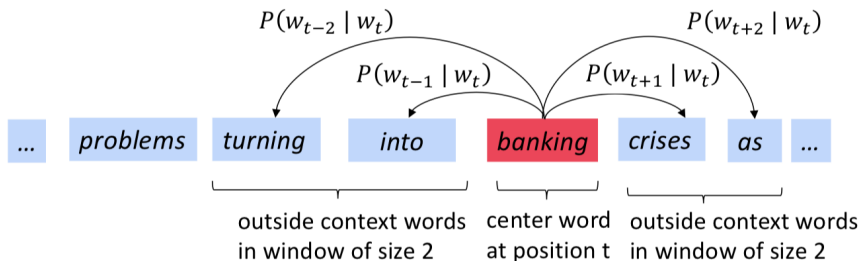 P(w_{t−2} | w_t) P(w_{t+2} | w_t)
P(w_{t−1} | w_t) P(w_{t+1} | w_t)
... problems turning into banking crises as ...
outside context words center word outside context words
in window of size 2 at position t in window of size 2